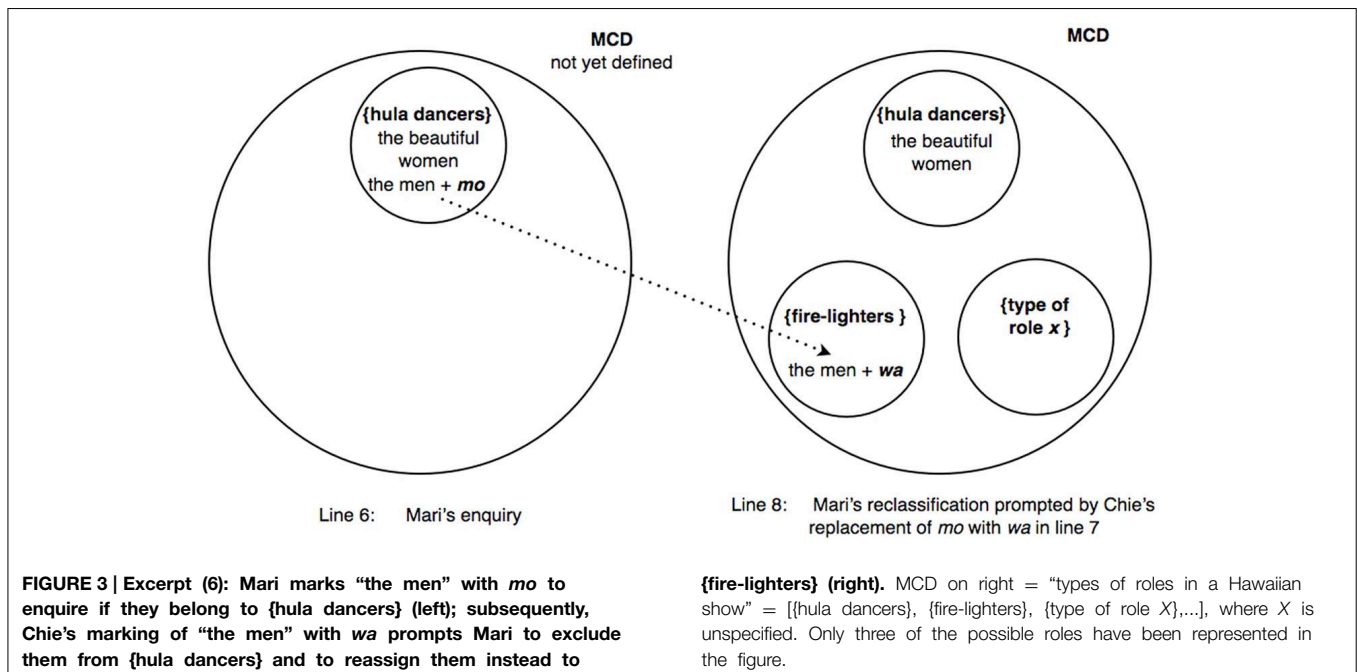 MCD
not yet defined
{hula dancers}
the beautiful
women
the men + mo
MCD
{hula dancers}
the beautiful
women
{fire-lighters }
the men + wa
{type of
role x }
Line 6: Mari's enquiry
Line 8: Mari's reclassification prompted by Chie's
replacement of mo with wa in line 7
FIGURE 3 | Excerpt (6): Mari marks “the men” with mo to
enquire if they belong to {hula dancers} (left); subsequently,
Chie’s marking of “the men” with wa prompts Mari to exclude
them from {hula dancers} and to reassign them instead to
{fire-lighters} (right). MCD on right = “types of roles in a Hawaiian
show” = [{hula dancers}, {fire-lighters}, {type of role X},...], where X is
unspecified. Only three of the possible roles have been represented in
the figure.